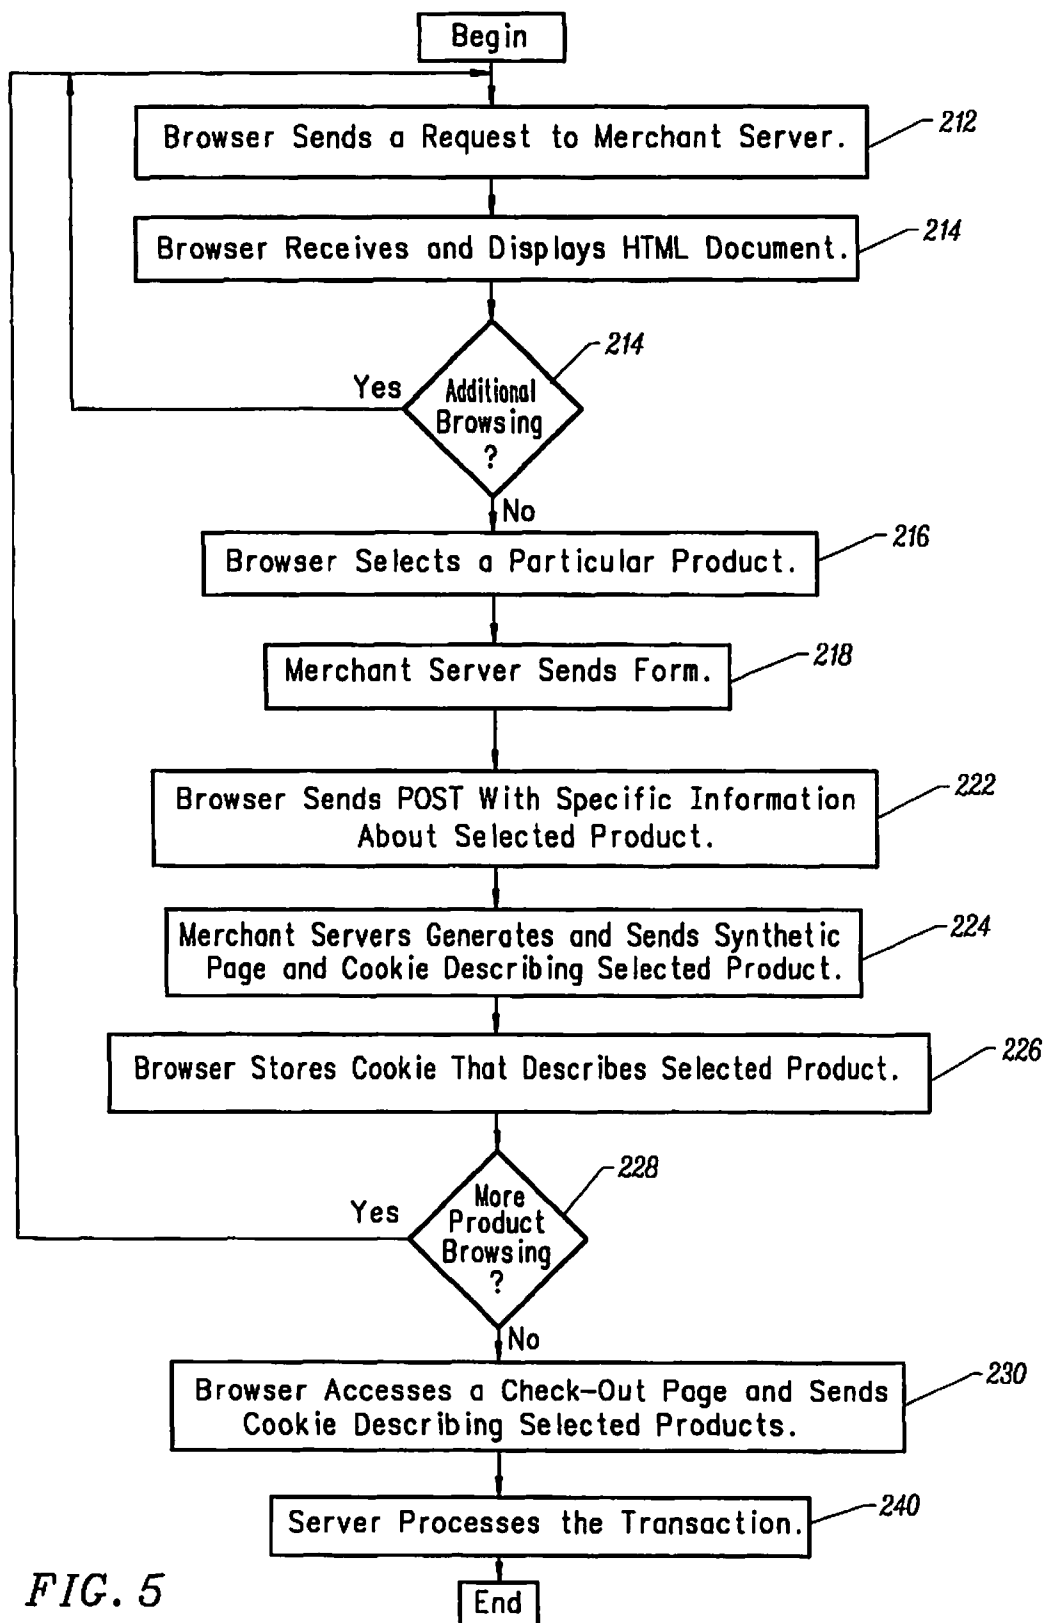 Begin
Browser Sends a Request to Merchant Server.
212
Browser Receives and Displays HTML Document.
214
214
Yes
Additional
Browsing
?
No
Browser Selects a Particular Product.
216
Merchant Server Sends Form.
218
Browser Sends POST With Specific Information
About Selected Product.
222
Merchant Servers Generates and Sends Synthetic
Page and Cookie Describing Selected Product.
224
Browser Stores Cookie That Describes Selected Product.
226
228
Yes
More
Product
Browsing
?
No
Browser Accesses a Check-Out Page and Sends
Cookie Describing Selected Products.
230
Server Processes the Transaction.
240
End
FIG. 5